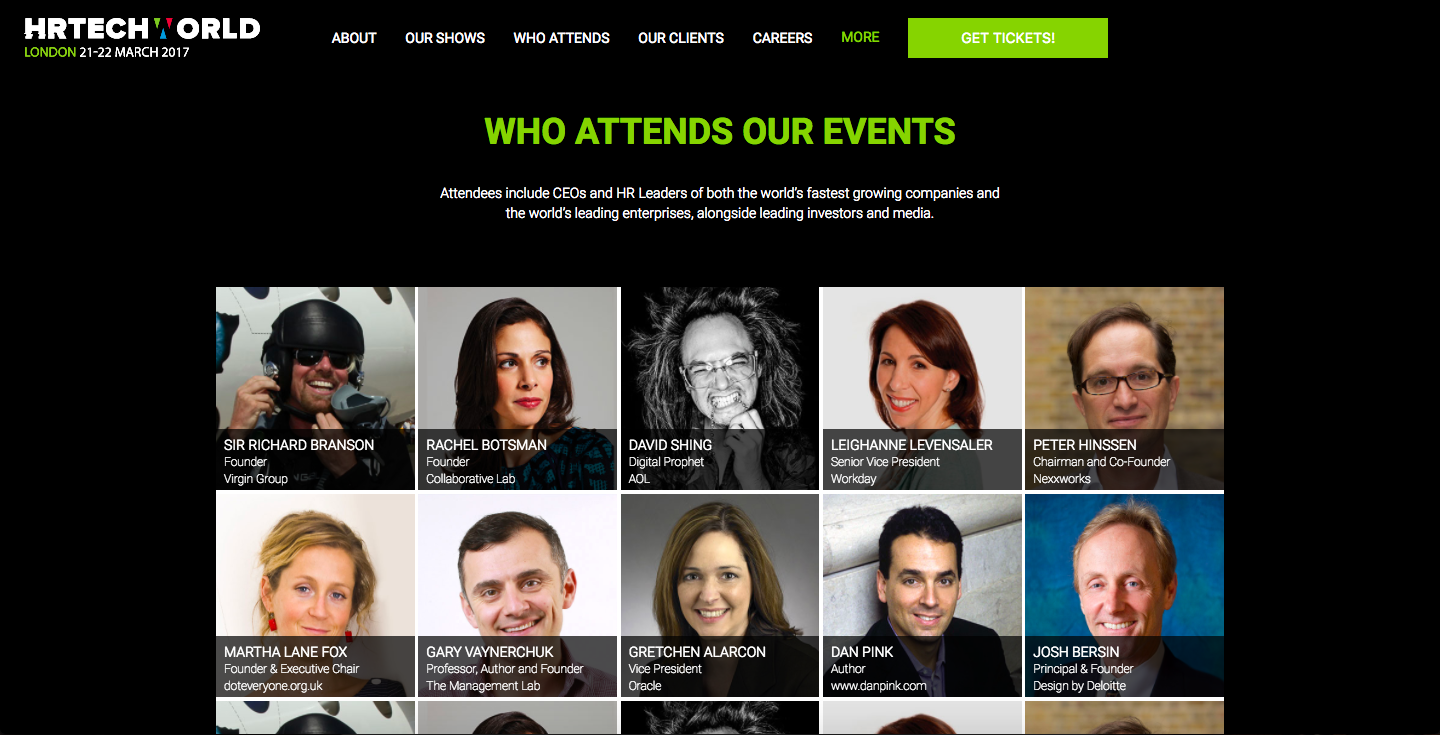 HRTECHWORLD
LONDON 21-22 MARCH 2017
ABOUT OUR SHOWS WHO ATTENDS OUR CLIENTS CAREERS MORE GET TICKETS!
WHO ATTENDS OUR EVENTS
Attendees include CEOs and HR Leaders of both the world's fastest growing companies and
the world's leading enterprises, alongside leading investors and media.
SIR RICHARD BRANSON
Founder
Virgin Group
RACHEL BOTSMAN
Founder
Collaborative Lab
DAVID SHING
Digital Prophet
AOL
LEIGHANNE LEVENSALER
Senior Vice President
Workday
PETER HINSSEN
Chairman and Co-Founder
Nexxworks
MARTHA LANE FOX
Founder & Executive Chair
doteveryone.org.uk
GARY VAYNERCHUK
Professor, Author and Founder
The Management Lab
GRETCHEN ALARCON
Vice President
Oracle
DAN PINK
Author
www.danpink.com
JOSH BERSIN
Principal & Founder
Design by Deloitte